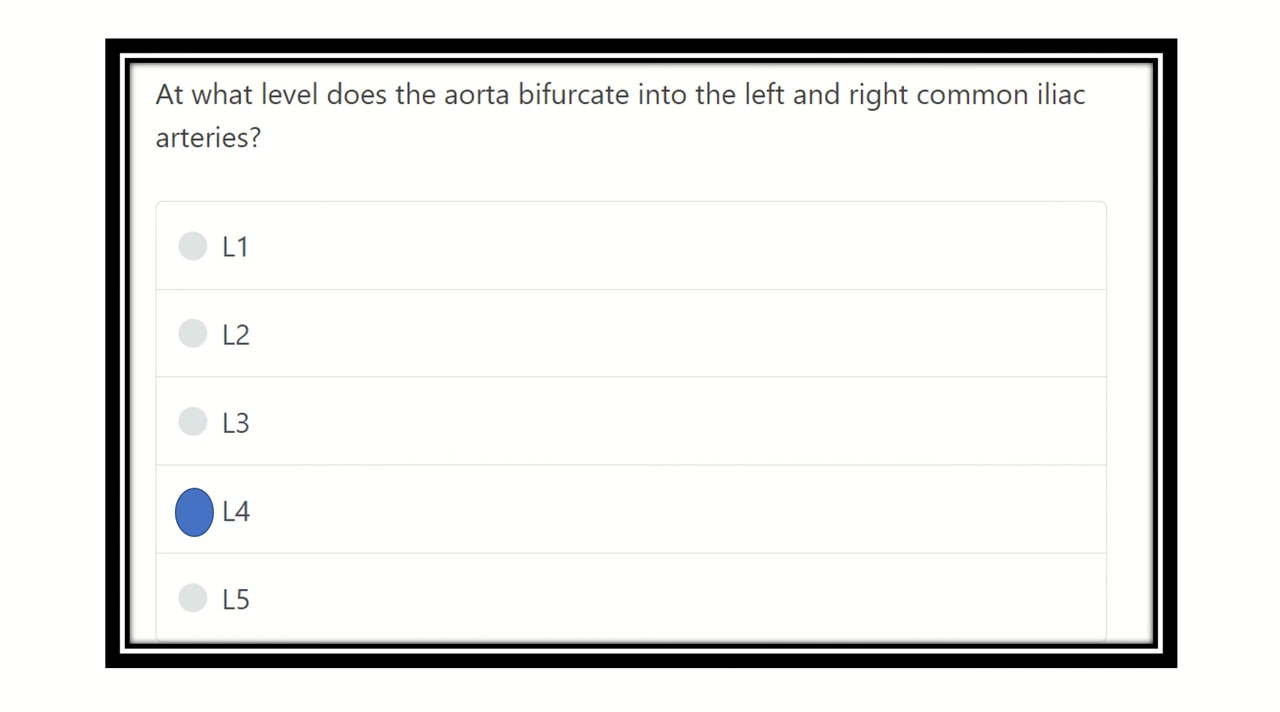 At what level does the aorta bifurcate into the left and right common iliac
arteries?
L1
L2
L3
L4
L5